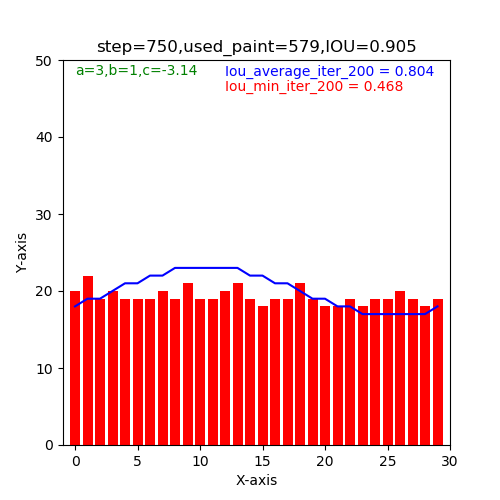 step=750,used_paint=579,IOU=0.905
a=3,b=1,c=-3.14
Iou_average_iter_200 = 0.804
Iou_min_iter_200 = 0.468
50
40
30
20
10
0
Y-axis
0 5 10 15 20 25 30
X-axis